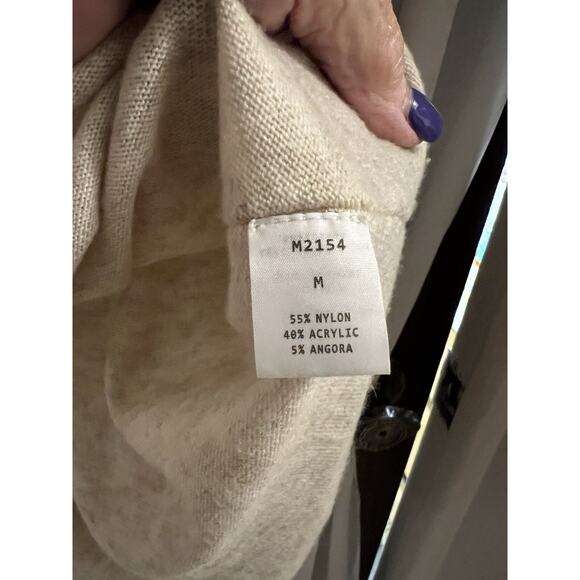 M2154
M
55% NYLON
40% ACRYLIC
5% ANGORA